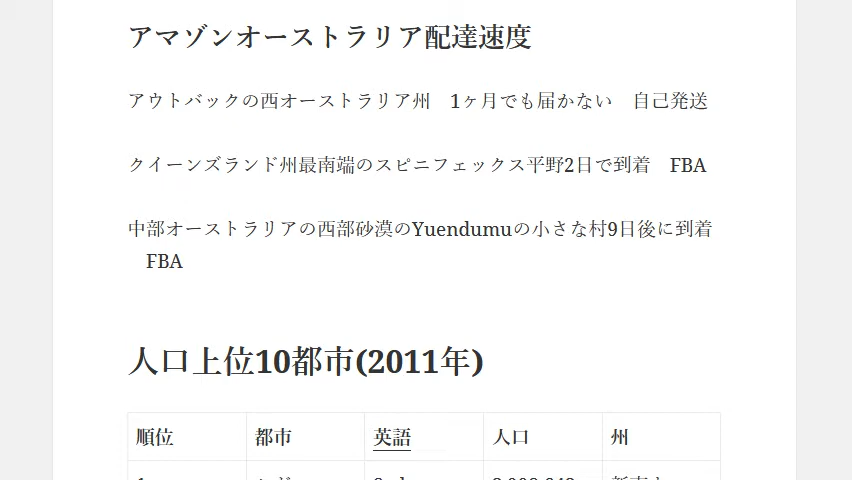 アマゾンオーストラリア配達速度
アウトバックの西オーストラリア州　1ヶ月でも届かない　自己発送
クイーンズランド州最南端のスピニフェックス平野2日で到着　FBA
中部オーストラリアの西部砂漠のYuendumuの小さな村9日後に到着
FBA
人口上位10都市(2011年)
順位 都市 英語 人口 州